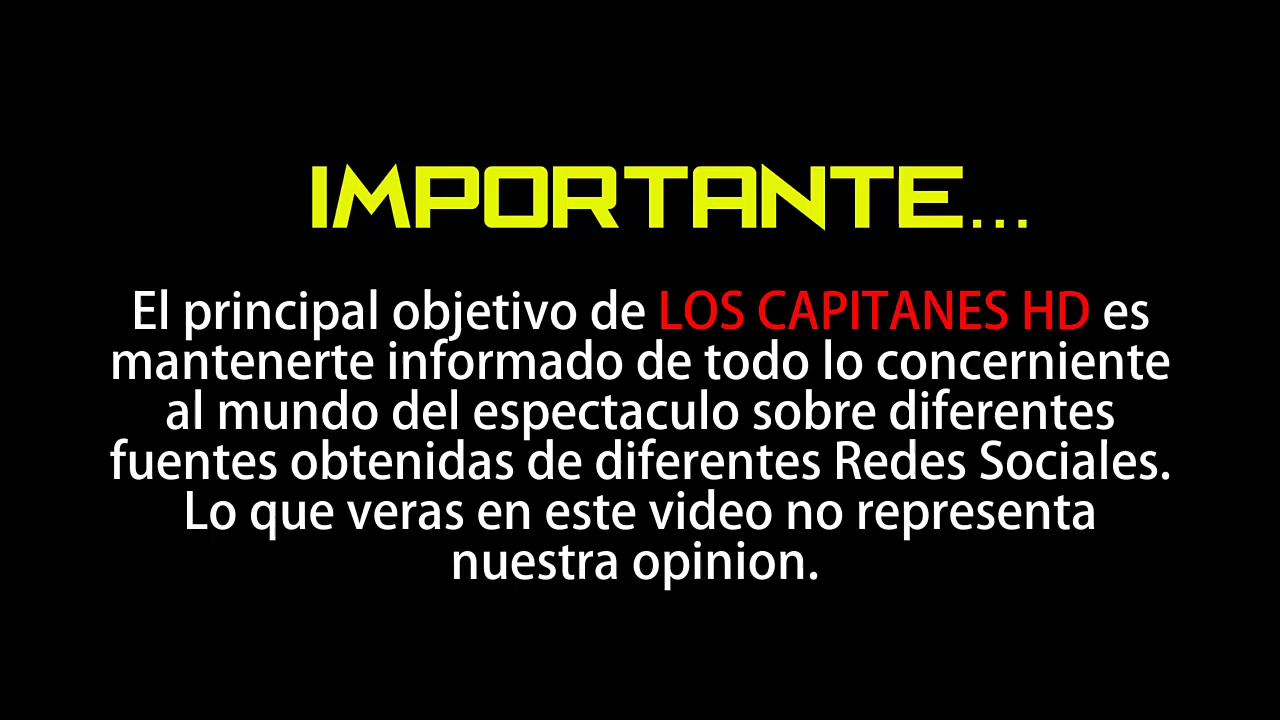 IMPORTANTE...
El principal objetivo de LOS CAPITANES HD es
mantenerte informado de todo lo concerniente
al mundo del espectaculo sobre diferentes
fuentes obtenidas de diferentes Redes Sociales.
Lo que veras en este video no representa
nuestra opinion.